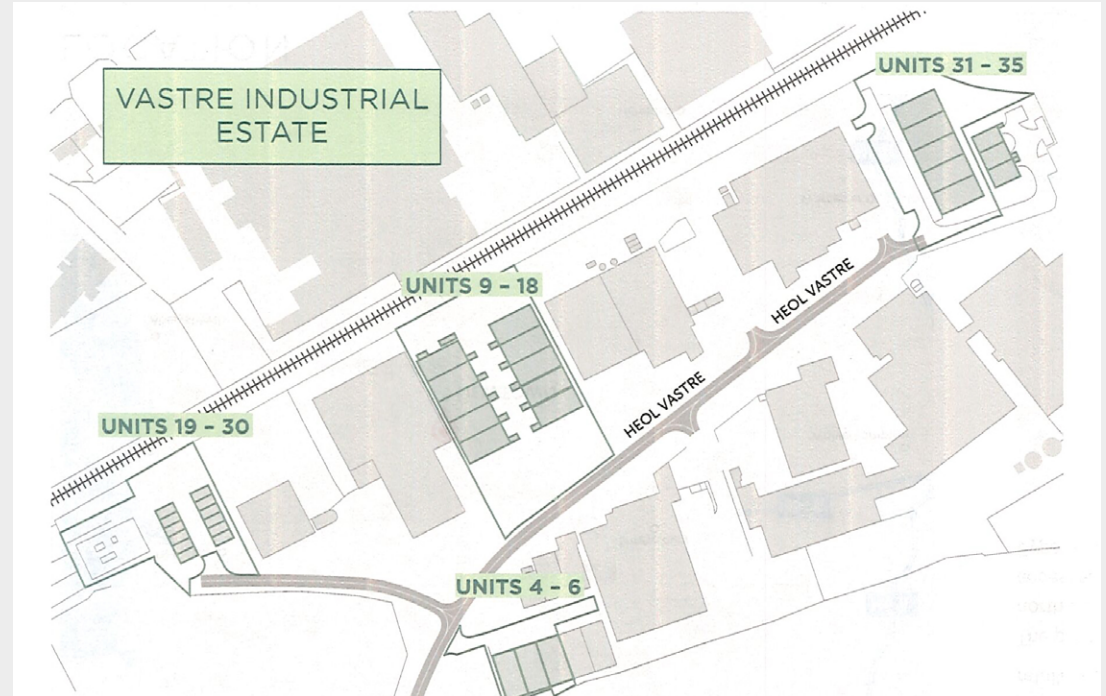 VASTRE INDUSTRIAL
ESTATE
UNITS 31 – 35
HEOL VASTRE
UNITS 9 – 18
HEOL VASTRE
UNITS 19 – 30
UNITS 4 – 6